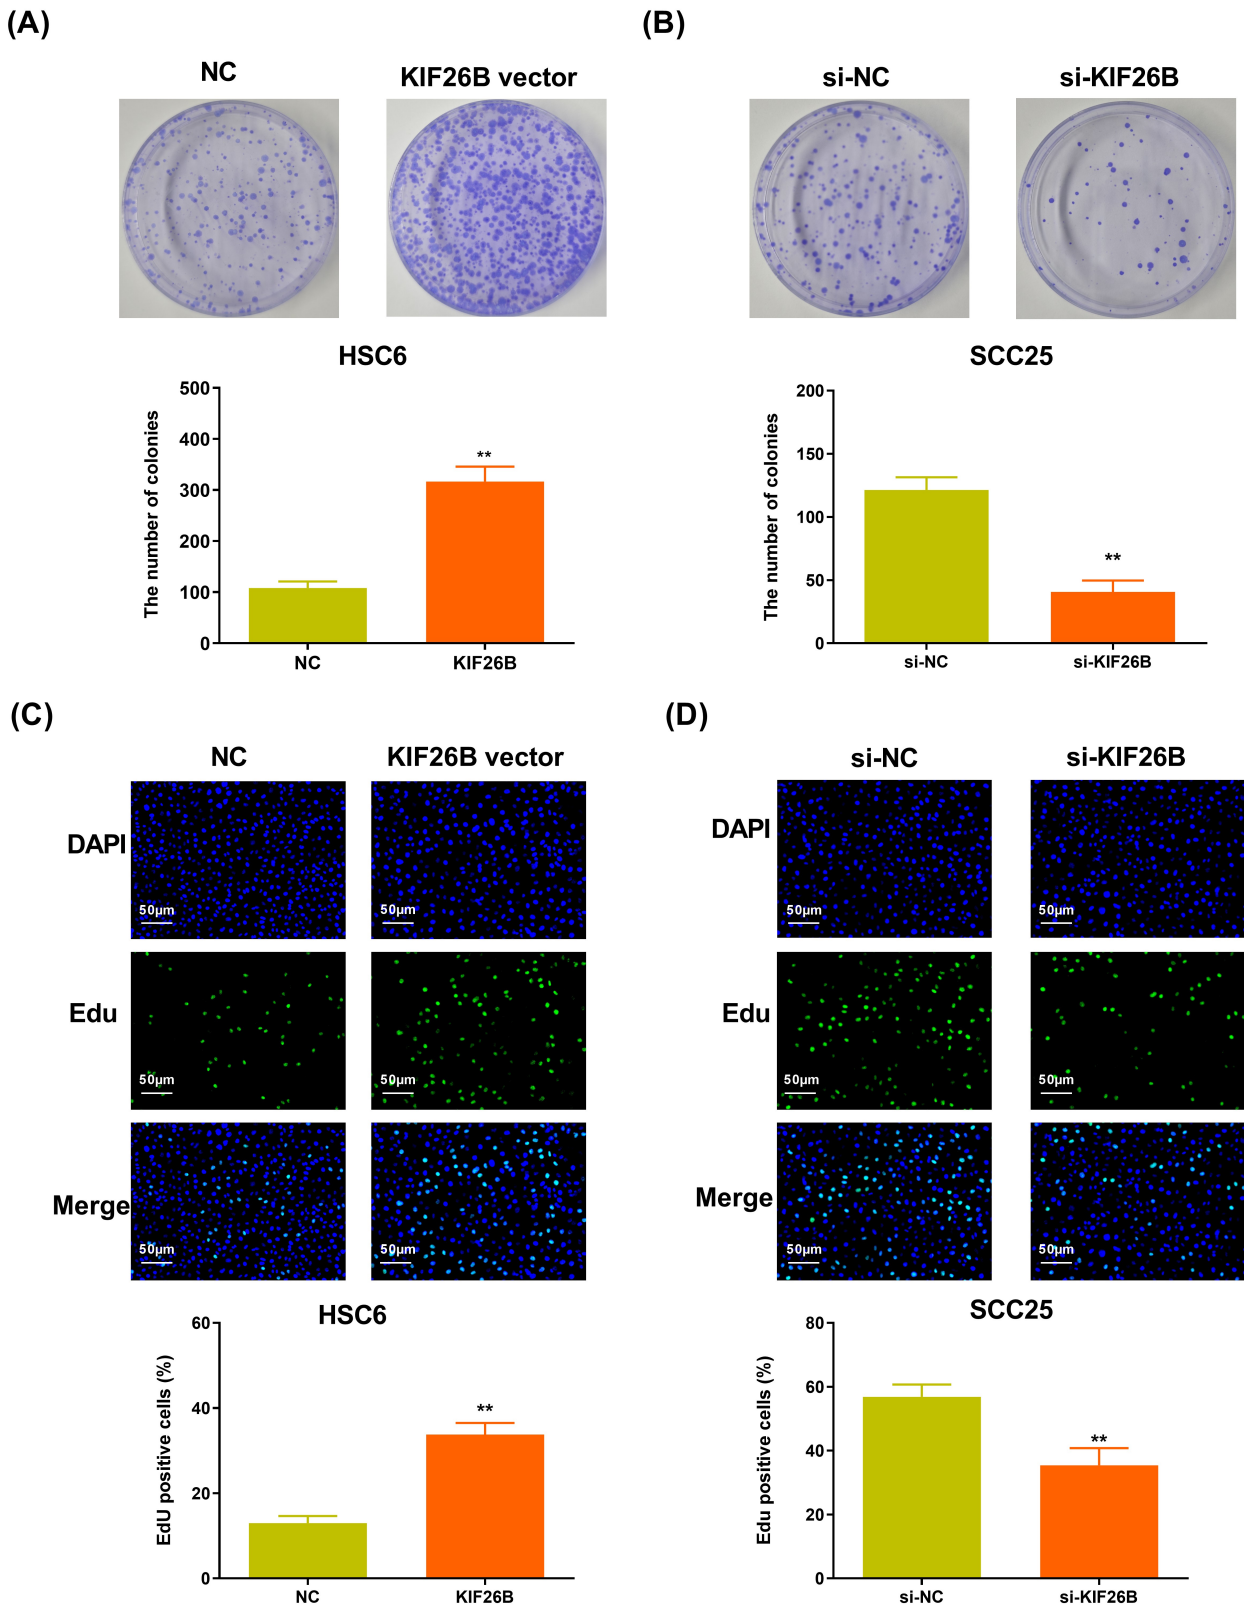 (A)
NC
KIF26B vector
HSC6
The number of colonies
500
400
300
200
100
0
**
NC
KIF26B
(B)
si-NC
si-KIF26B
SCC25
The number of colonies
200
150
100
50
0
**
si-NC
si-KIF26B
(C)
NC
KIF26B vector
DAPI
50μm
50μm
Edu
50μm
50μm
Merge
50μm
50μm
HSC6
EdU positive cells (%)
60
40
20
0
**
NC
KIF26B
(D)
si-NC
si-KIF26B
DAPI
50μm
50μm
Edu
50μm
50μm
Merge
50μm
50μm
SCC25
Edu positive cells (%)
80
60
40
20
0
**
si-NC
si-KIF26B